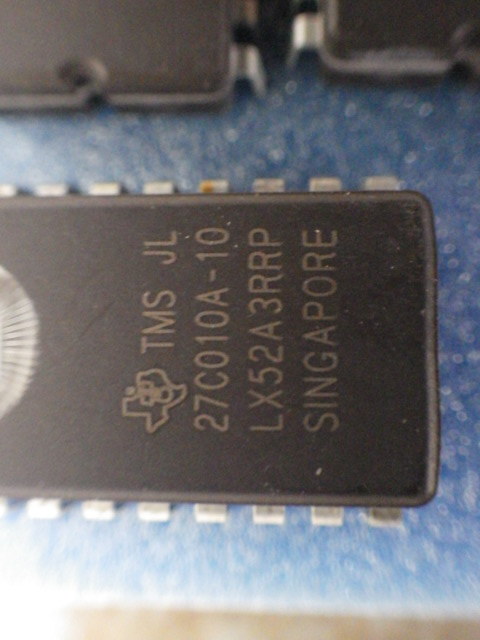 TMS JL
27C010A-10
LX52A3RRP
SINGAPORE